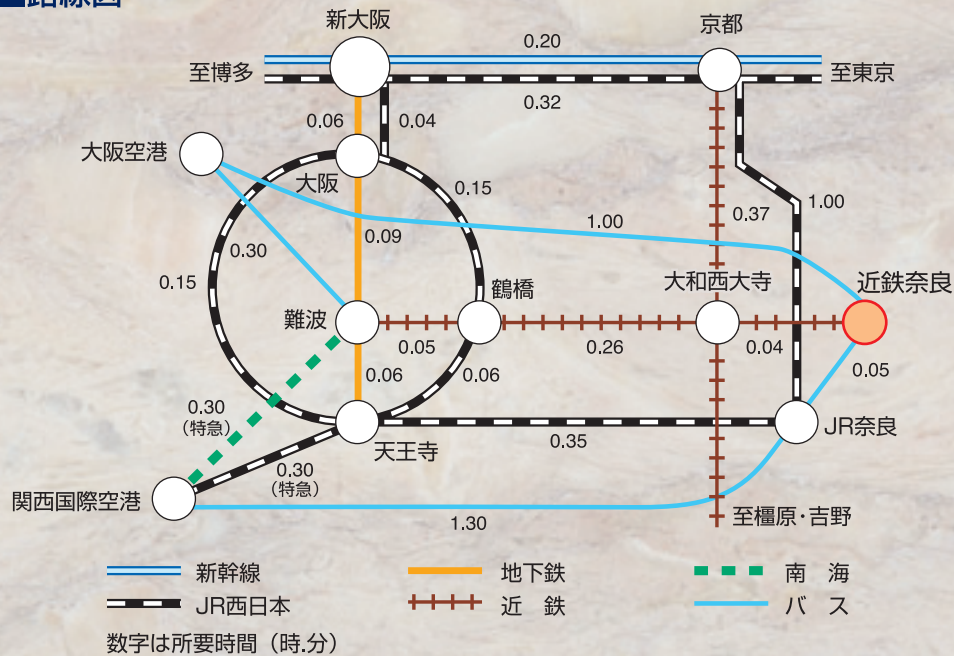 ■路線図
新大阪
京都
0.20
至博多
至東京
0.32
0.06
0.04
大阪空港
大阪
0.15
1.00
0.37
1.00
0.30
0.09
0.15
鶴橋
大和西大寺
近鉄奈良
難波
0.05
0.26
0.04
0.05
0.06
0.06
0.30
(特急)
0.35
JR奈良
天王寺
0.30
(特急)
関西国際空港
1.30
至橿原・吉野
新幹線
地下鉄
南 海
JR西日本
近 鉄
バ ス
数字は所要時間（時.分）